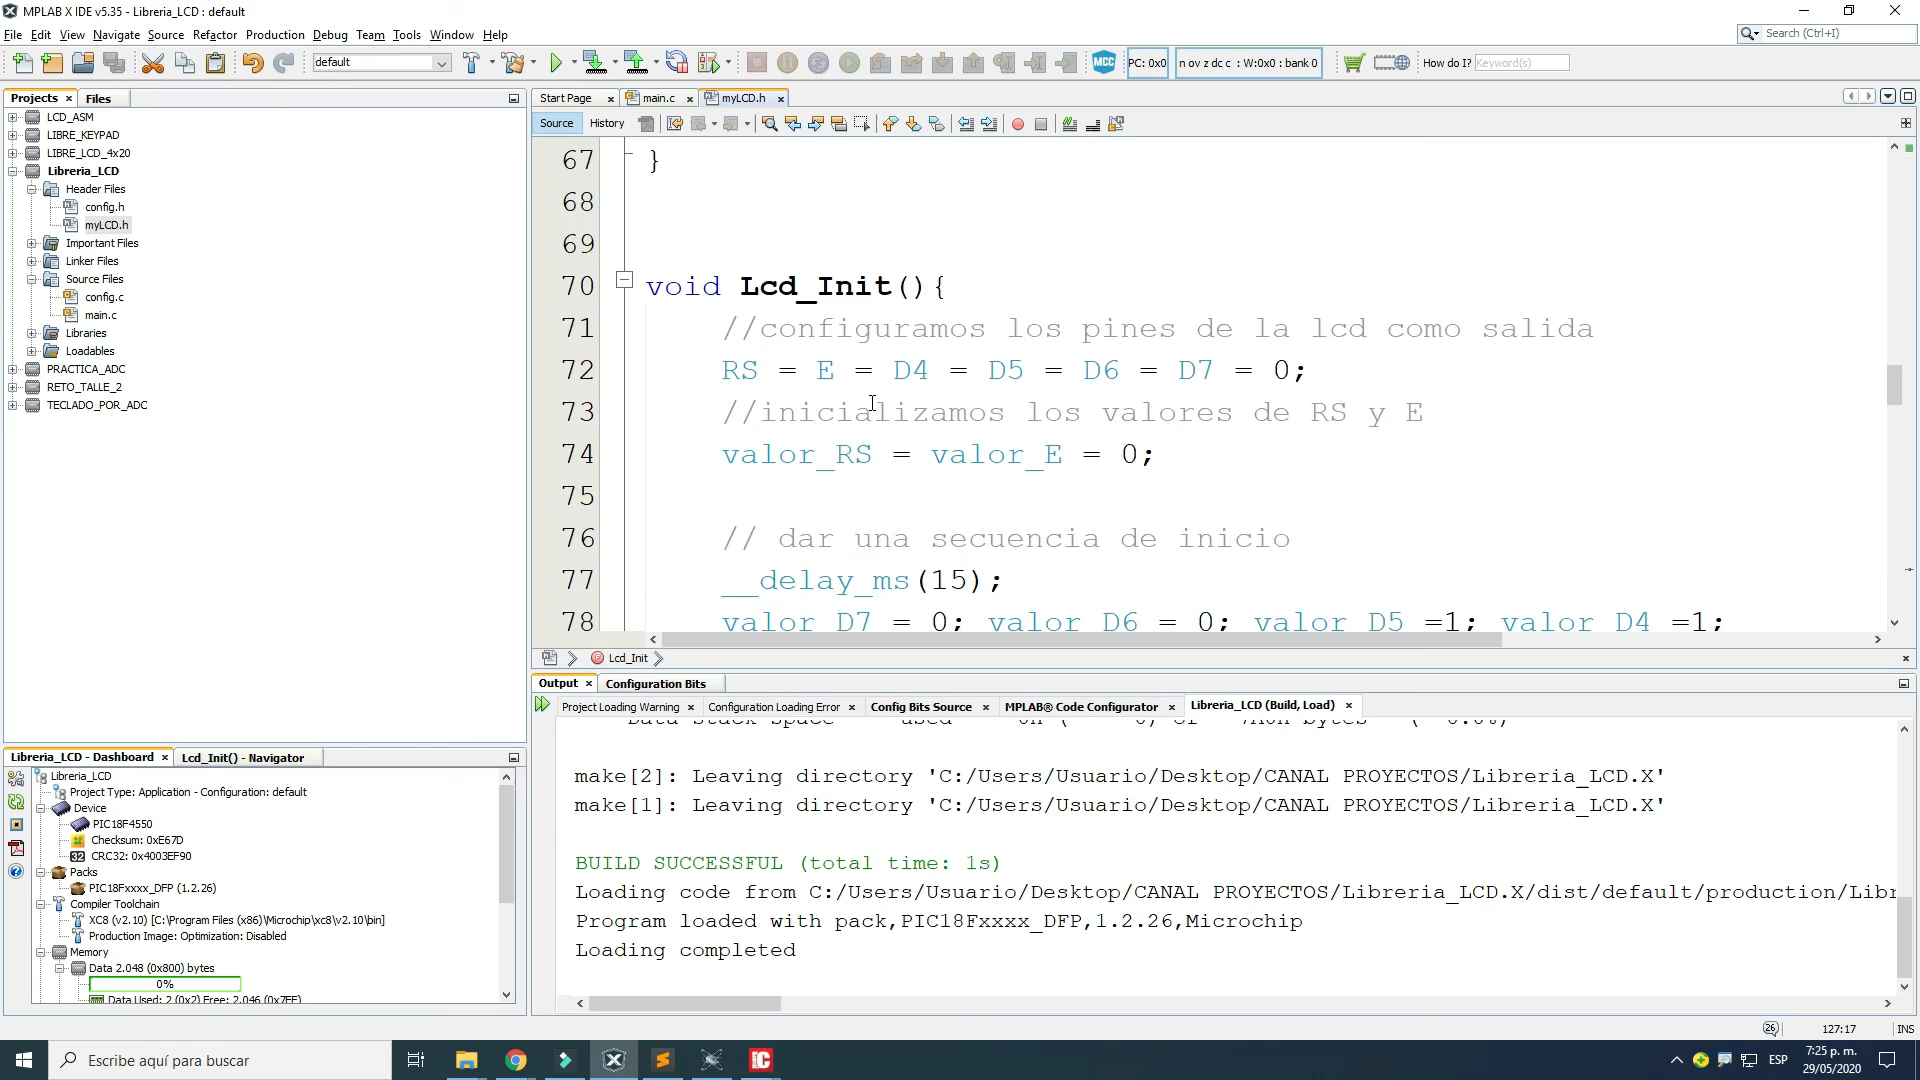 MPLAB X IDE v5.35 - Libreria_LCD : default
File Edit View Navigate Source Refactor Production Debug Team Tools Window Help
Search (Ctrl+I)
default
PC: 0x0
n ov z dc c : W:0x0 : bank 0
How do I? Keyword(s)
MCC
Projects
Files
LCD_ASM
LIBRE_KEYPAD
LIBRE_LCD_4x20
Libreria_LCD
Header Files
config.h
myLCD.h
Important Files
Linker Files
Source Files
config.c
main.c
Libraries
Loadables
PRACTICA_ADC
RETO_TALLE_2
TECLADO_POR_ADC
Start Page
main.c
myLCD.h
Source
History
67 }
68
69
70 void Lcd_Init(){
71 //configuramos los pines de la lcd como salida
72 RS = E = D4 = D5 = D6 = D7 = 0;
73 //inicializamos los valores de RS y E
74 valor_RS = valor_E = 0;
75
76 // dar una secuencia de inicio
77 __delay_ms(15);
78 valor_D7 = 0; valor_D6 = 0; valor_D5 =1; valor_D4 =1;
Lcd_Init
Output
Configuration Bits
Project Loading Warning
Configuration Loading Error
Config Bits Source
MPLAB® Code Configurator
Libreria_LCD (Build, Load)
make[2]: Leaving directory 'C:/Users/Usuario/Desktop/CANAL PROYECTOS/Libreria_LCD.X'
make[1]: Leaving directory 'C:/Users/Usuario/Desktop/CANAL PROYECTOS/Libreria_LCD.X'
BUILD SUCCESSFUL (total time: 1s)
Loading code from C:/Users/Usuario/Desktop/CANAL PROYECTOS/Libreria_LCD.X/dist/default/production/Libr
Program loaded with pack,PIC18Fxxxx_DFP,1.2.26,Microchip
Loading completed
Libreria_LCD - Dashboard
Lcd_Init() - Navigator
Libreria_LCD
Project Type: Application - Configuration: default
Device
PIC18F4550
Checksum: 0xE67D
32 CRC32: 0x4003EF90
Packs
PIC18Fxxxx_DFP (1.2.26)
Compiler Toolchain
XC8 (v2.10) [C:\Program Files (x86)\Microchip\xc8\v2.10\bin]
Production Image: Optimization: Disabled
Memory
Data 2.048 (0x800) bytes
0%
Data Used: 2 (0x2) Free: 2.046 (0x7FE)
26
127:17
INS
Escribe aquí para buscar
IC
ESP
7:25 p. m.
29/05/2020